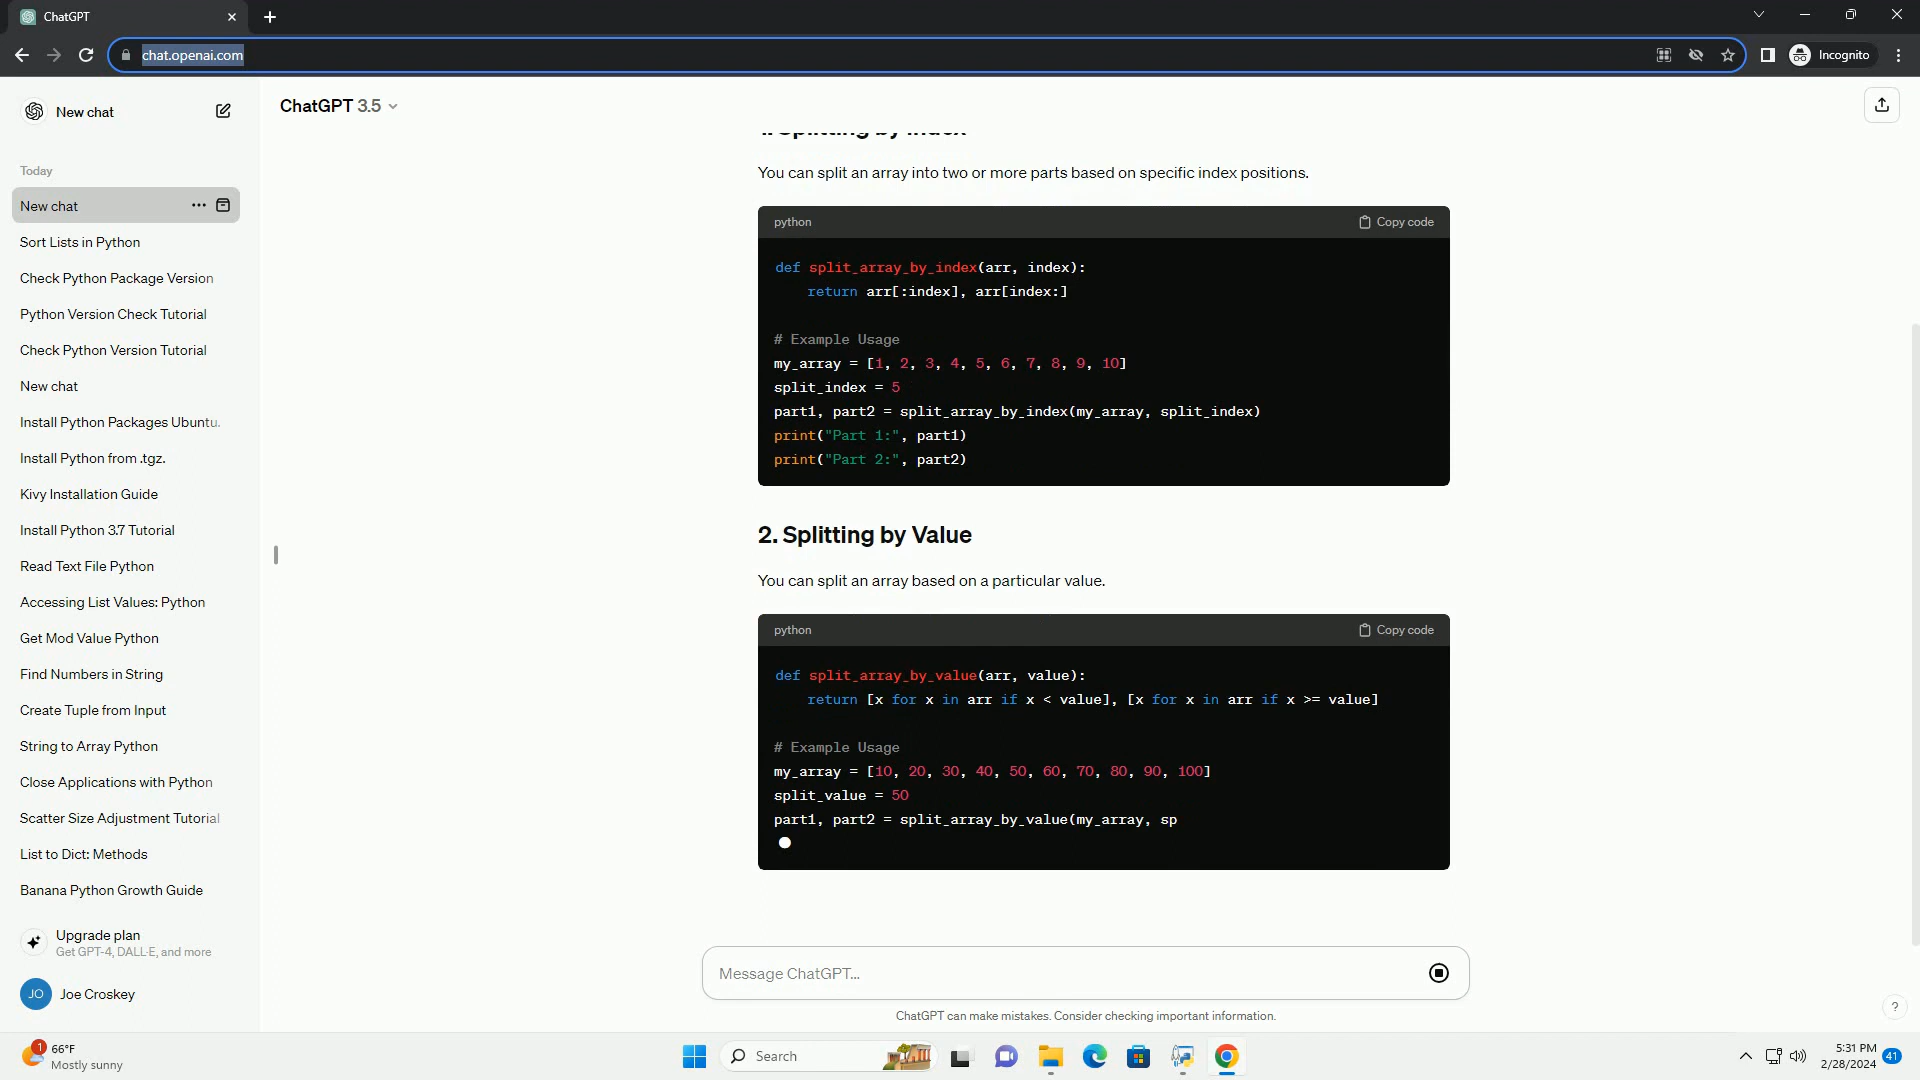 ChatGPT
chat.openai.com
Incognito
New chat
Today
New chat
Sort Lists in Python
Check Python Package Version
Python Version Check Tutorial
Check Python Version Tutorial
New chat
Install Python Packages Ubuntu.
Install Python from .tgz.
Kivy Installation Guide
Install Python 3.7 Tutorial
Read Text File Python
Accessing List Values: Python
Get Mod Value Python
Find Numbers in String
Create Tuple from Input
String to Array Python
Close Applications with Python
Scatter Size Adjustment Tutorial
List to Dict: Methods
Banana Python Growth Guide
Upgrade plan
Get GPT-4, DALL·E, and more
JO Joe Croskey
ChatGPT 3.5
1. Splitting by Index
You can split an array into two or more parts based on specific index positions.
python Copy code
def split_array_by_index(arr, index):
    return arr[:index], arr[index:]
# Example Usage
my_array = [1, 2, 3, 4, 5, 6, 7, 8, 9, 10]
split_index = 5
part1, part2 = split_array_by_index(my_array, split_index)
print("Part 1:", part1)
print("Part 2:", part2)
2. Splitting by Value
You can split an array based on a particular value.
python Copy code
def split_array_by_value(arr, value):
    return [x for x in arr if x < value], [x for x in arr if x >= value]
# Example Usage
my_array = [10, 20, 30, 40, 50, 60, 70, 80, 90, 100]
split_value = 50
part1, part2 = split_array_by_value(my_array, sp
Message ChatGPT...
ChatGPT can make mistakes. Consider checking important information.
?
1
66°F
Mostly sunny
Search
5:31 PM
2/28/2024
41